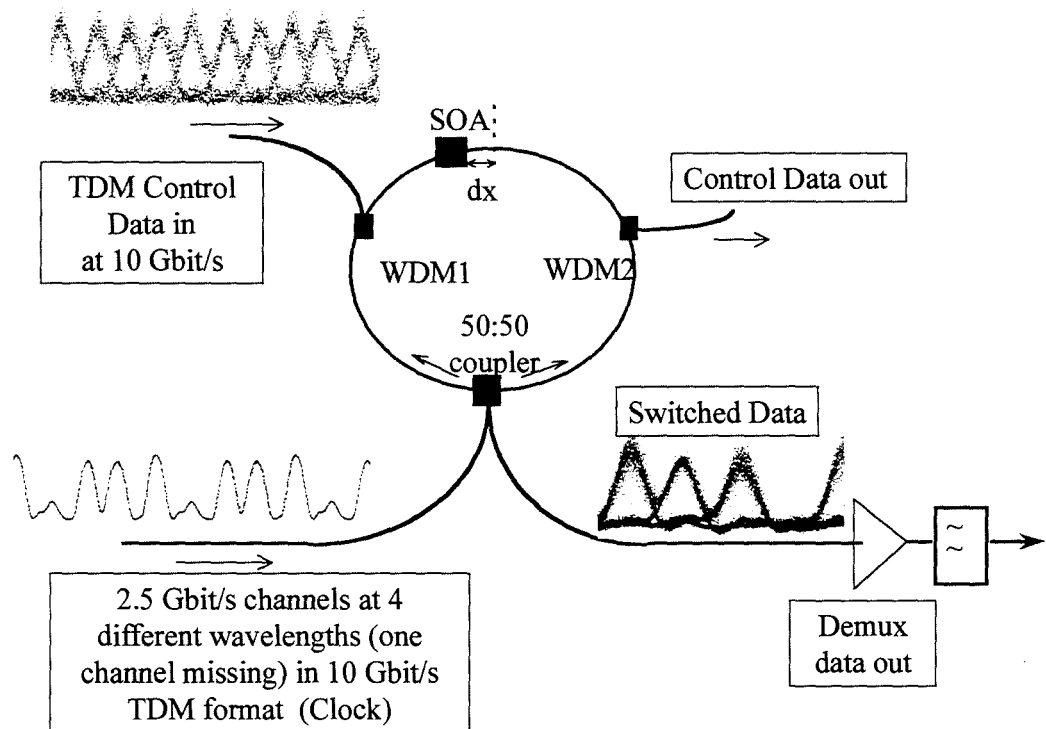 SOA
dx
TDM Control
Data in
at 10 Gbit/s
Control Data out
WDM1
WDM2
50:50
coupler
Switched Data
2.5 Gbit/s channels at 4
different wavelengths (one
channel missing) in 10 Gbit/s
TDM format (Clock)
~
~
Demux
data out